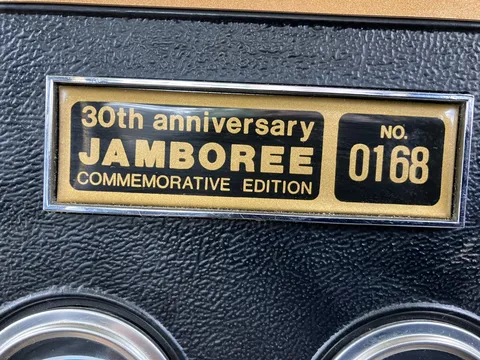 30th anniversary
JAMBOREE
COMMEMORATIVE EDITION
NO.
0168